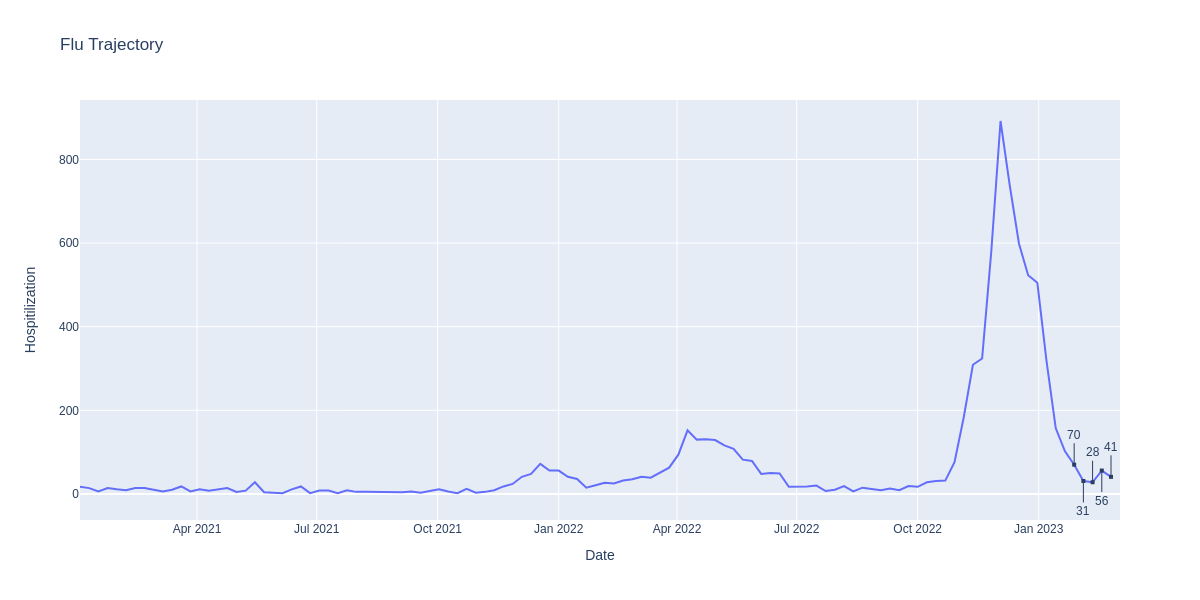 Flu Trajectory
Hospitilization
800
600
400
200
0
70
31
28
56
41
Apr 2021
Jul 2021
Oct 2021
Jan 2022
Apr 2022
Jul 2022
Oct 2022
Jan 2023
Date